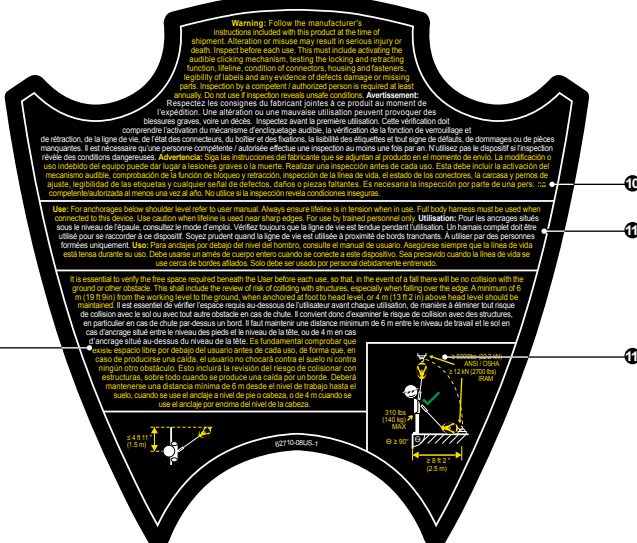 Warning: Follow the manufacturer's
instructions included with this product at the time of
shipment. Alteration or misuse may result in serious injury or
death. Inspect before each use. This must include activating the
audible clicking mechanism, testing the locking and retracting
function, lifeline, condition of connectors, housing and fasteners,
legibility of labels and any evidence of defects damage or missing
parts. Inspection by a competent / authorized person is required at least
annually. Do not use if inspection reveals unsafe conditions. Avertissement:
Respectez les consignes du fabricant jointes à ce produit au moment de
l'expédition. Une altération ou une mauvaise utilisation peuvent provoquer des
blessures graves, voire un décès. Inspectez avant la première utilisation. Cette vérification doit
comprendre l'activation du mécanisme d'encliquetage audible, la vérification de la fonction de verrouillage et
de rétraction, de la ligne de vie, de l'état des connecteurs, du boîtier et des fixations, la lisibilité des étiquettes et tout signe de défauts, de dommages ou de pièces
manquantes. Il est nécessaire qu'une personne compétente / autorisée effectue une inspection au moins une fois par an. N'utilisez pas le dispositif si l'inspection
révèle des conditions dangereuses. Advertencia: Siga las instrucciones del fabricante que se adjuntan al producto en el momento de envío. La modificación o
uso indebido del equipo puede dar lugar a lesiones graves o la muerte. Realizar una inspección antes de cada uso. Esta debe incluir la activación del
mecanismo audible, comprobación de la función de bloqueo y retracción, inspección de la línea de vida, el estado de los conectores, la carcasa y pernos de
ajuste, legibilidad de las etiquetas y cualquier señal de defectos, daños o piezas faltantes. Es necesaria la inspección por parte de una pers.
competente/autorizada al menos una vez al año. No utilice si la inspección revela condiciones inseguras.
10
Use: For anchorages below shoulder level refer to user manual. Always ensure lifeline is in tension when in use. Full body harness must be used when
connected to this device. Use caution when lifeline is used near sharp edges. For use by trained personnel only. Utilisation: Pour les ancrages situés
sous le niveau de l'épaule, consultez le mode d'emploi. Vérifiez toujours que la ligne de vie est tendue pendant l'utilisation. Un harnais complet doit être
utilisé pour se raccorder à ce dispositif. Soyez prudent quand la ligne de vie est utilisée à proximité de bords tranchants. À utiliser par des personnes
formées uniquement. Uso: Para anclajes por debajo del nivel del hombro, consulte el manual de usuario. Asegúrese siempre que la línea de vida
está tensa durante su uso. Debe usarse un arnés de cuerpo entero cuando se conecte a este dispositivo. Sea precavido cuando la línea de vida se
use cerca de bordes afilados. Solo debe ser usado por personal debidamente entrenado.
11
It is essential to verify the free space required beneath the User before each use, so that, in the event of a fall there will be no collision with the
ground or other obstacle. This shall include the review of risk of colliding with structures, especially when falling over the edge. A minimum of 6
m (19 ft 9in) from the working level to the ground, when anchored at foot to head level, or 4 m (13 ft 2 in) above head level should be
maintained. Il est essentiel de vérifier l'espace requis au-dessous de l'utilisateur avant chaque utilisation, de manière à éliminer tout risque
de collision avec le sol ou avec tout autre obstacle en cas de chute. Il convient donc d'examiner le risque de collision avec des structures,
en particulier en cas de chute par-dessus un bord. Il faut maintenir une distance minimum de 6 m entre le niveau de travail et le sol en
cas d'ancrage situé entre le niveau des pieds et le niveau de la tête, ou de 4 m en cas
d'ancrage situé au-dessus du niveau de la tête. Es fundamental comprobar que
existe espacio libre por debajo del usuario antes de cada uso, de forma que, en
caso de producirse una caída, el usuario no chocará contra el suelo ni contra
ningún otro obstáculo. Esto incluirá la revisión del riesgo de colisionar con
estructuras, sobre todo cuando se produce una caída por un borde. Deberá
mantenerse una distancia mínima de 6 m desde el nivel de trabajo hasta el
suelo, cuando se use el anclaje a nivel de pie o cabeza, o de 4 m cuando se
use el anclaje por encima del nivel de la cabeza.
≥ 5000lbs (22.2 kN)
ANSI / OSHA
≥ 12 kN (2700 lbs)
IRAM
11
310 lbs
(140 kg)
MAX
Θ ≥ 90°
Θ
≥ 8 ft 2 "
(2.5 m)
≤ 4 ft 11 "
(1.5 m)
62710-08US-1